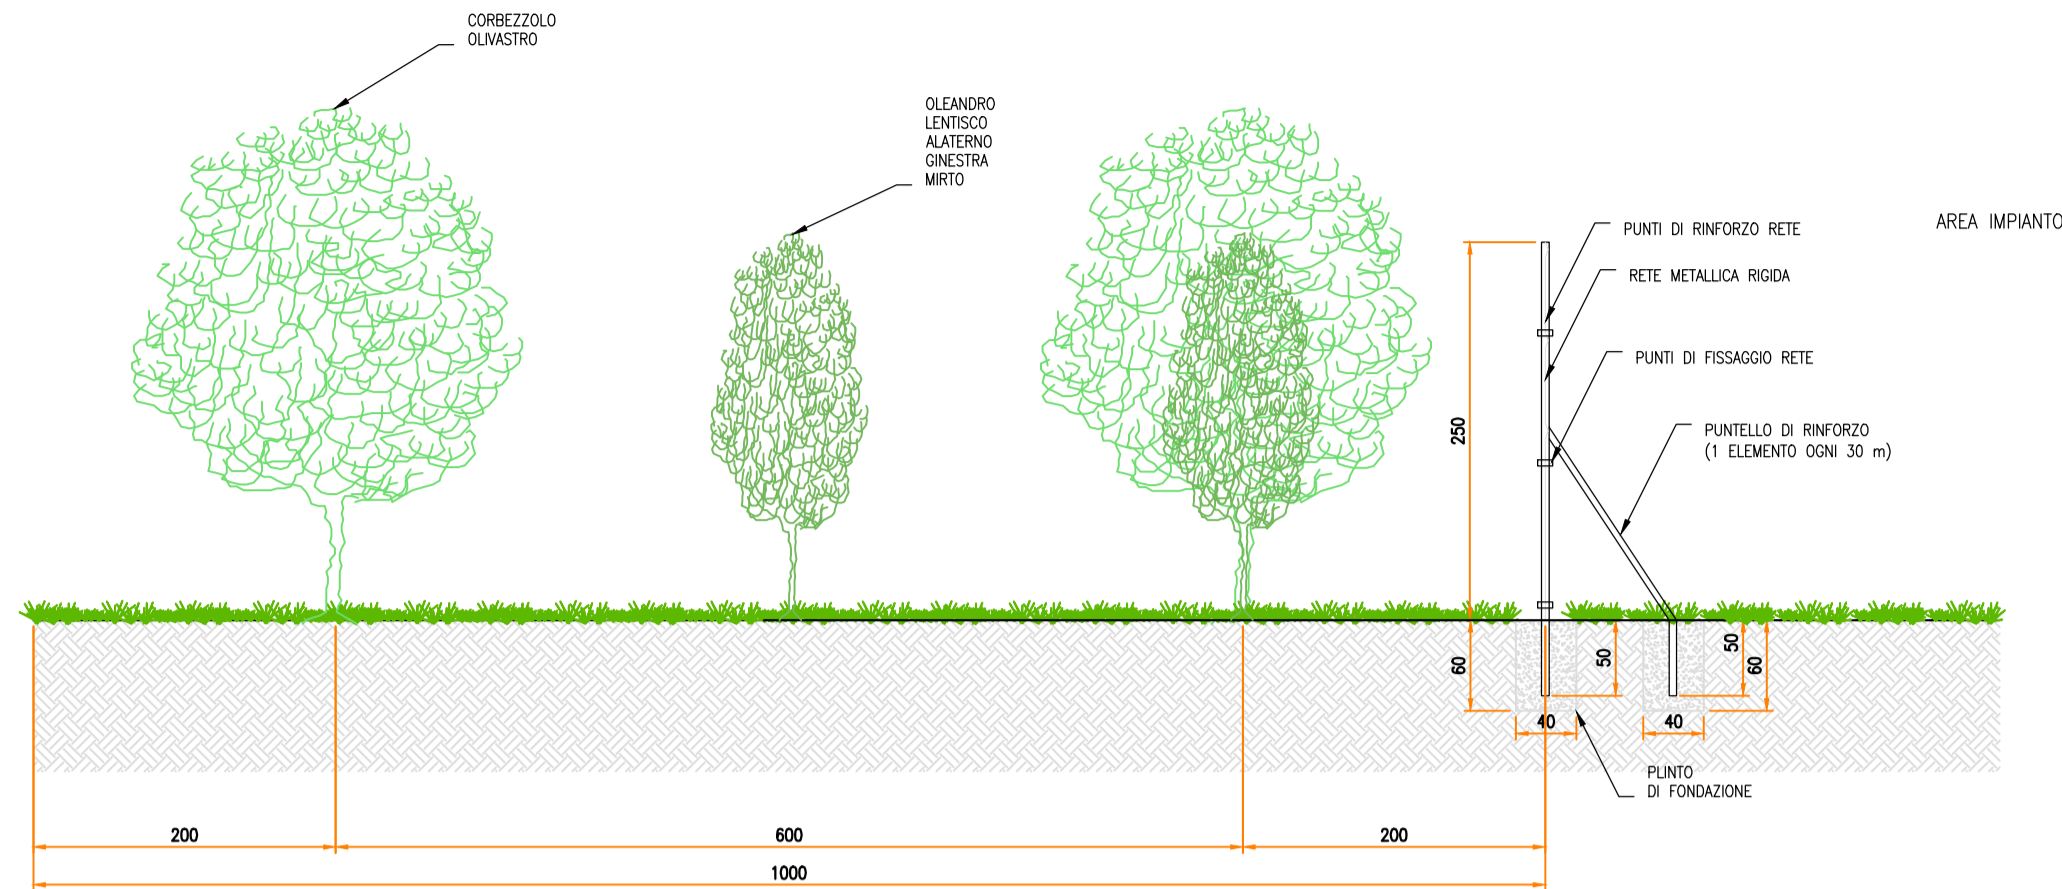 CORBEZZOLO
OLIVASTRO
OLEANDRO
LENTISCO
ALATERNO
GINESTRA
MIRTO
PUNTI DI RINFORZO RETE
AREA IMPIANTO
RETE METALLICA RIGIDA
PUNTI DI FISSAGGIO RETE
250
PUNTELLO DI RINFORZO
(1 ELEMENTO OGNI 30 m)
60
50
50
60
40
40
PLINTO
DI FONDAZIONE
200
600
200
1000